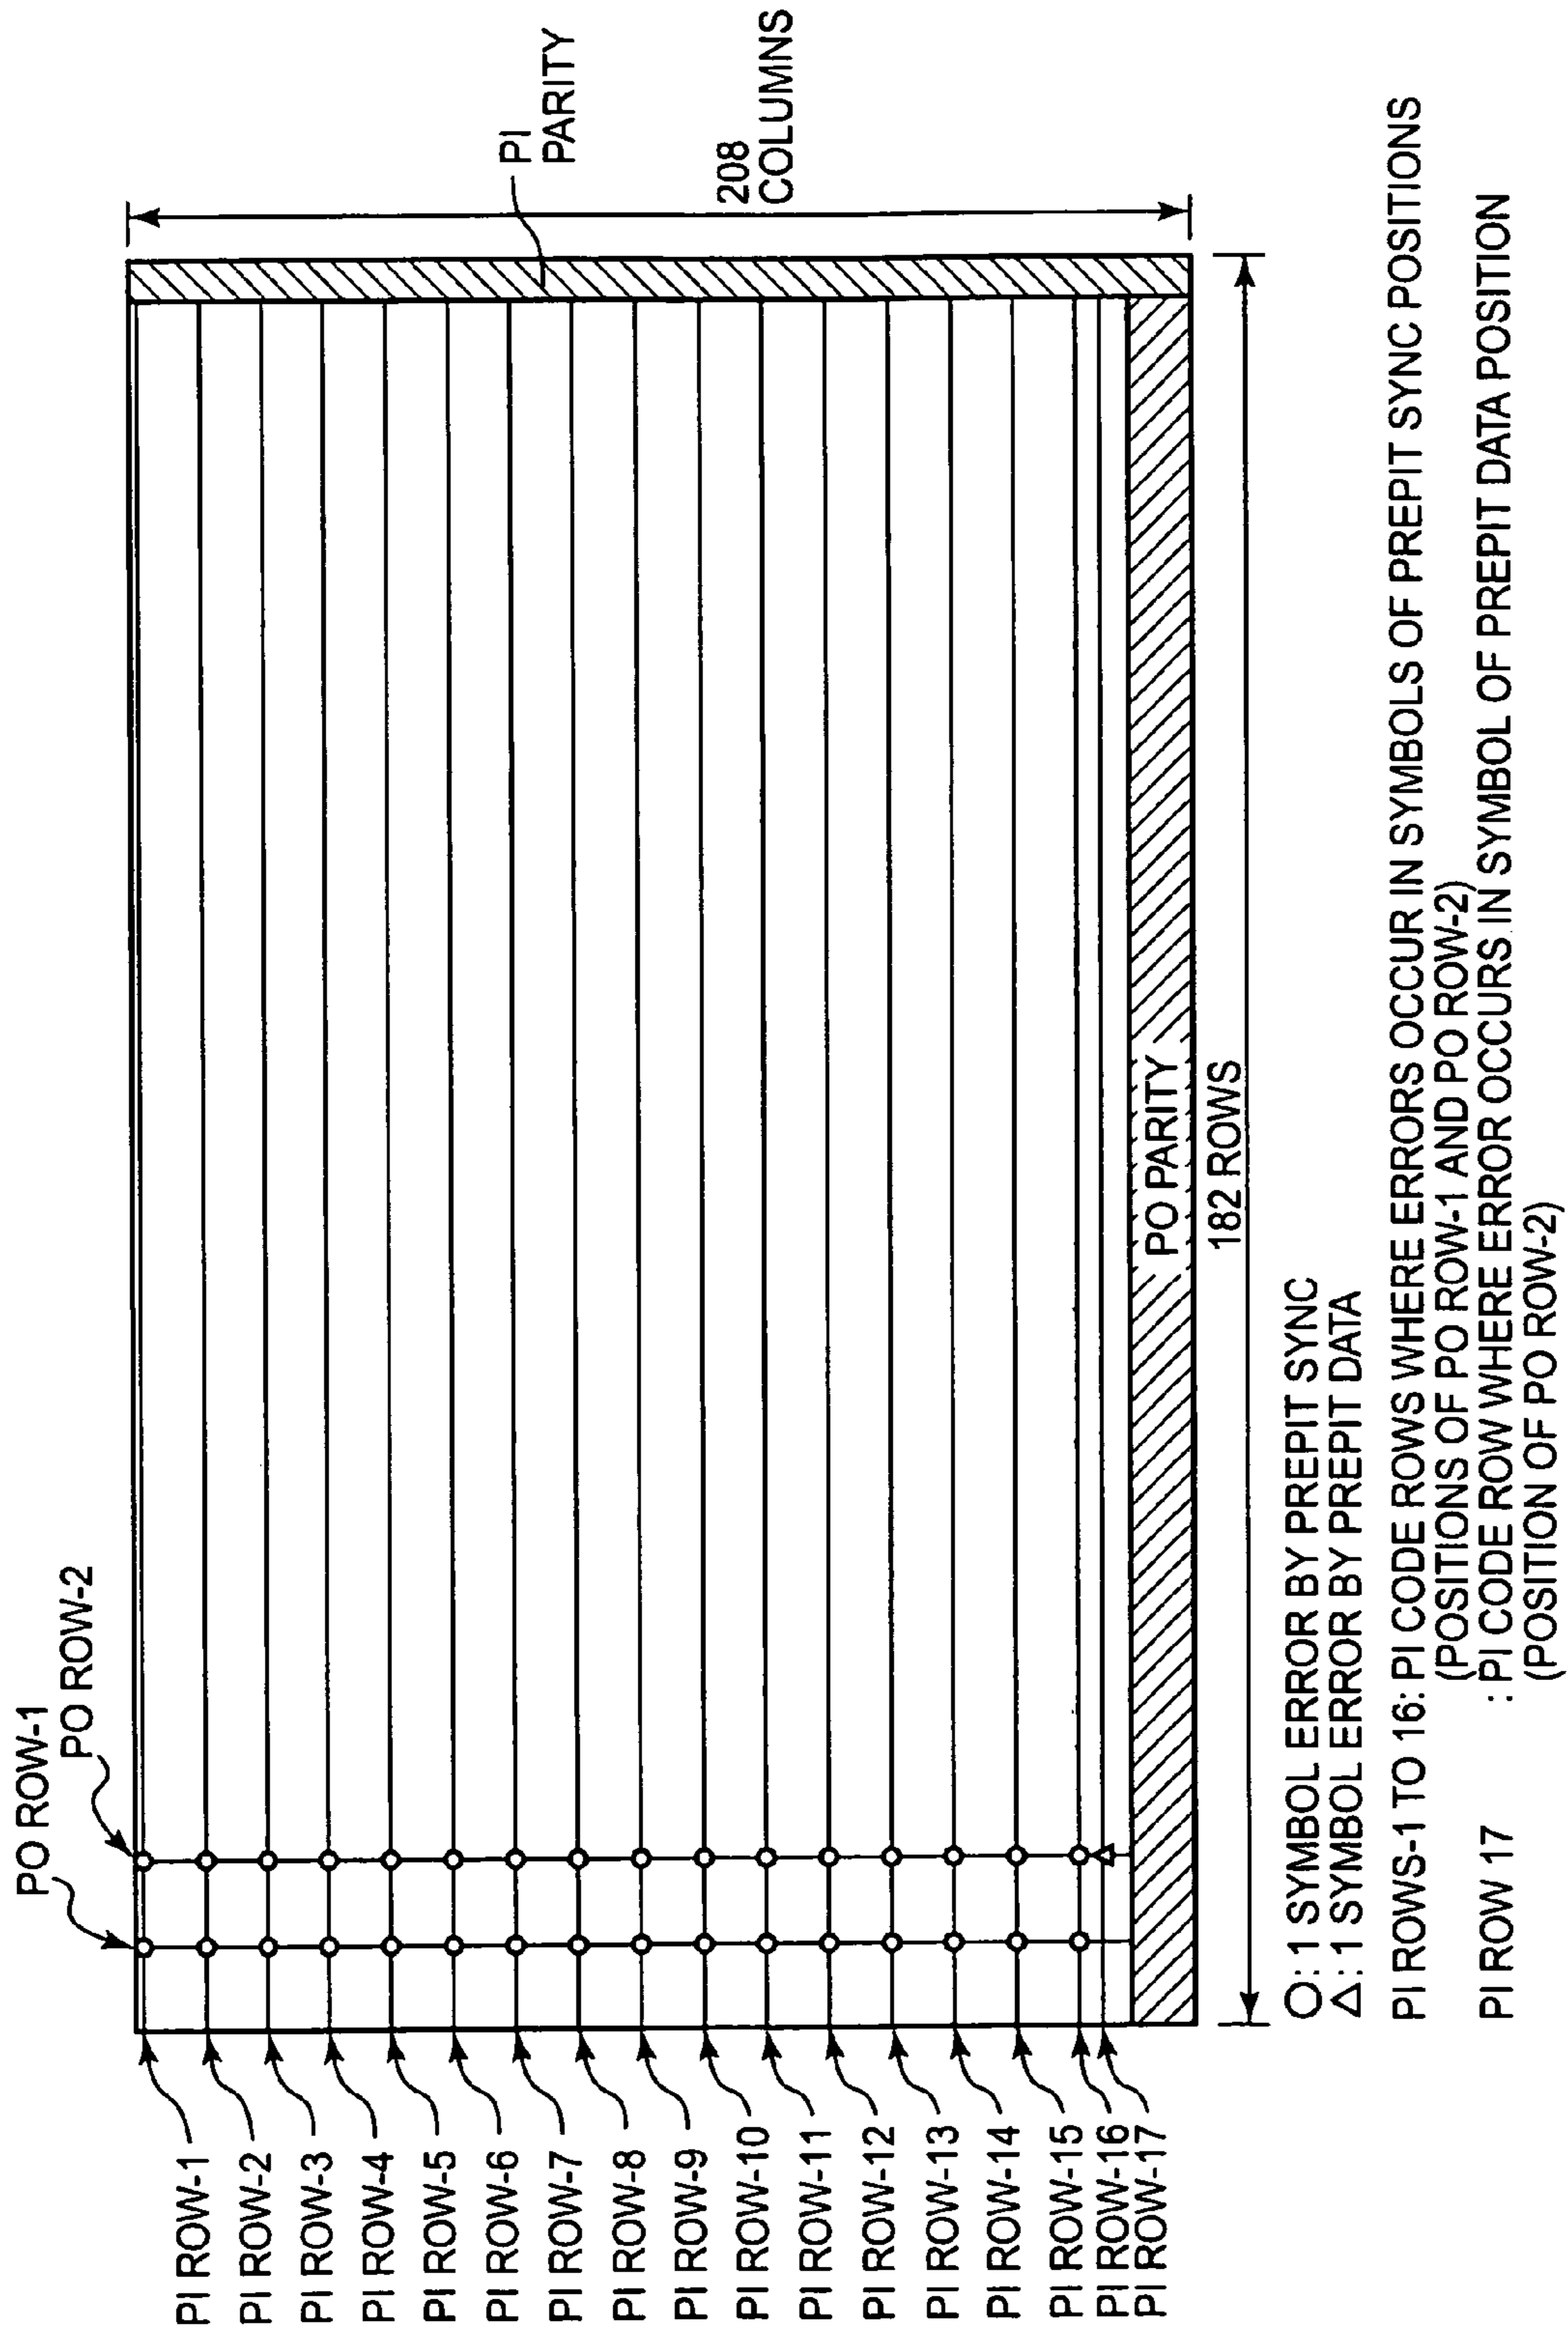 PO ROW-1
PO ROW-2
PI ROW-1
PI ROW-2
PI ROW-3
PI ROW-4
PI ROW-5
PI ROW-6
PI ROW-7
PI ROW-8
PI ROW-9
PI ROW-10
PI ROW-11
PI ROW-12
PI ROW-13
PI ROW-14
PI ROW-15
PI ROW-16
PI ROW-17
PI
PARITY
208
COLUMNS
PO PARITY
182 ROWS
○: 1 SYMBOL ERROR BY PREPIT SYNC
△: 1 SYMBOL ERROR BY PREPIT DATA
PI ROWS-1 TO 16: PI CODE ROWS WHERE ERRORS OCCUR IN SYMBOLS OF PREPIT SYNC POSITIONS
(POSITIONS OF PO ROW-1 AND PO ROW-2)
PI ROW 17 : PI CODE ROW WHERE ERROR OCCURS IN SYMBOL OF PREPIT DATA POSITION
(POSITION OF PO ROW-2)